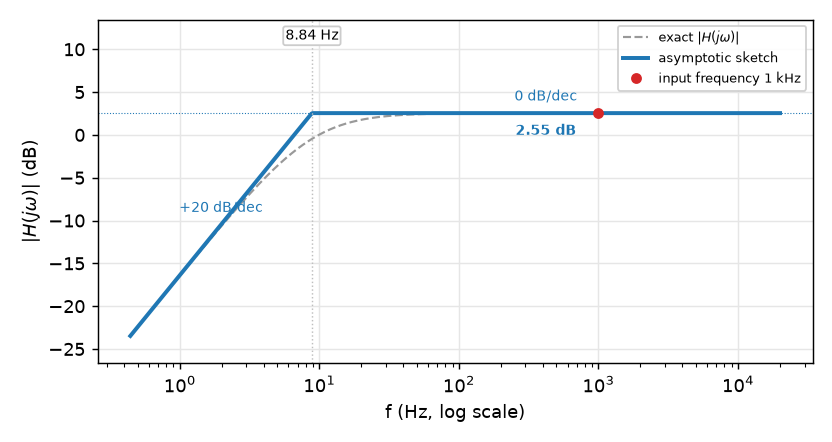 8.84 Hz
exact |H(jω)|
asymptotic sketch
input frequency 1 kHz
0 dB/dec
2.55 dB
+20 dB/dec
|H(jω)| (dB)
10
5
0
−5
−10
−15
−20
−25
10⁰
10¹
10²
10³
10⁴
f (Hz, log scale)